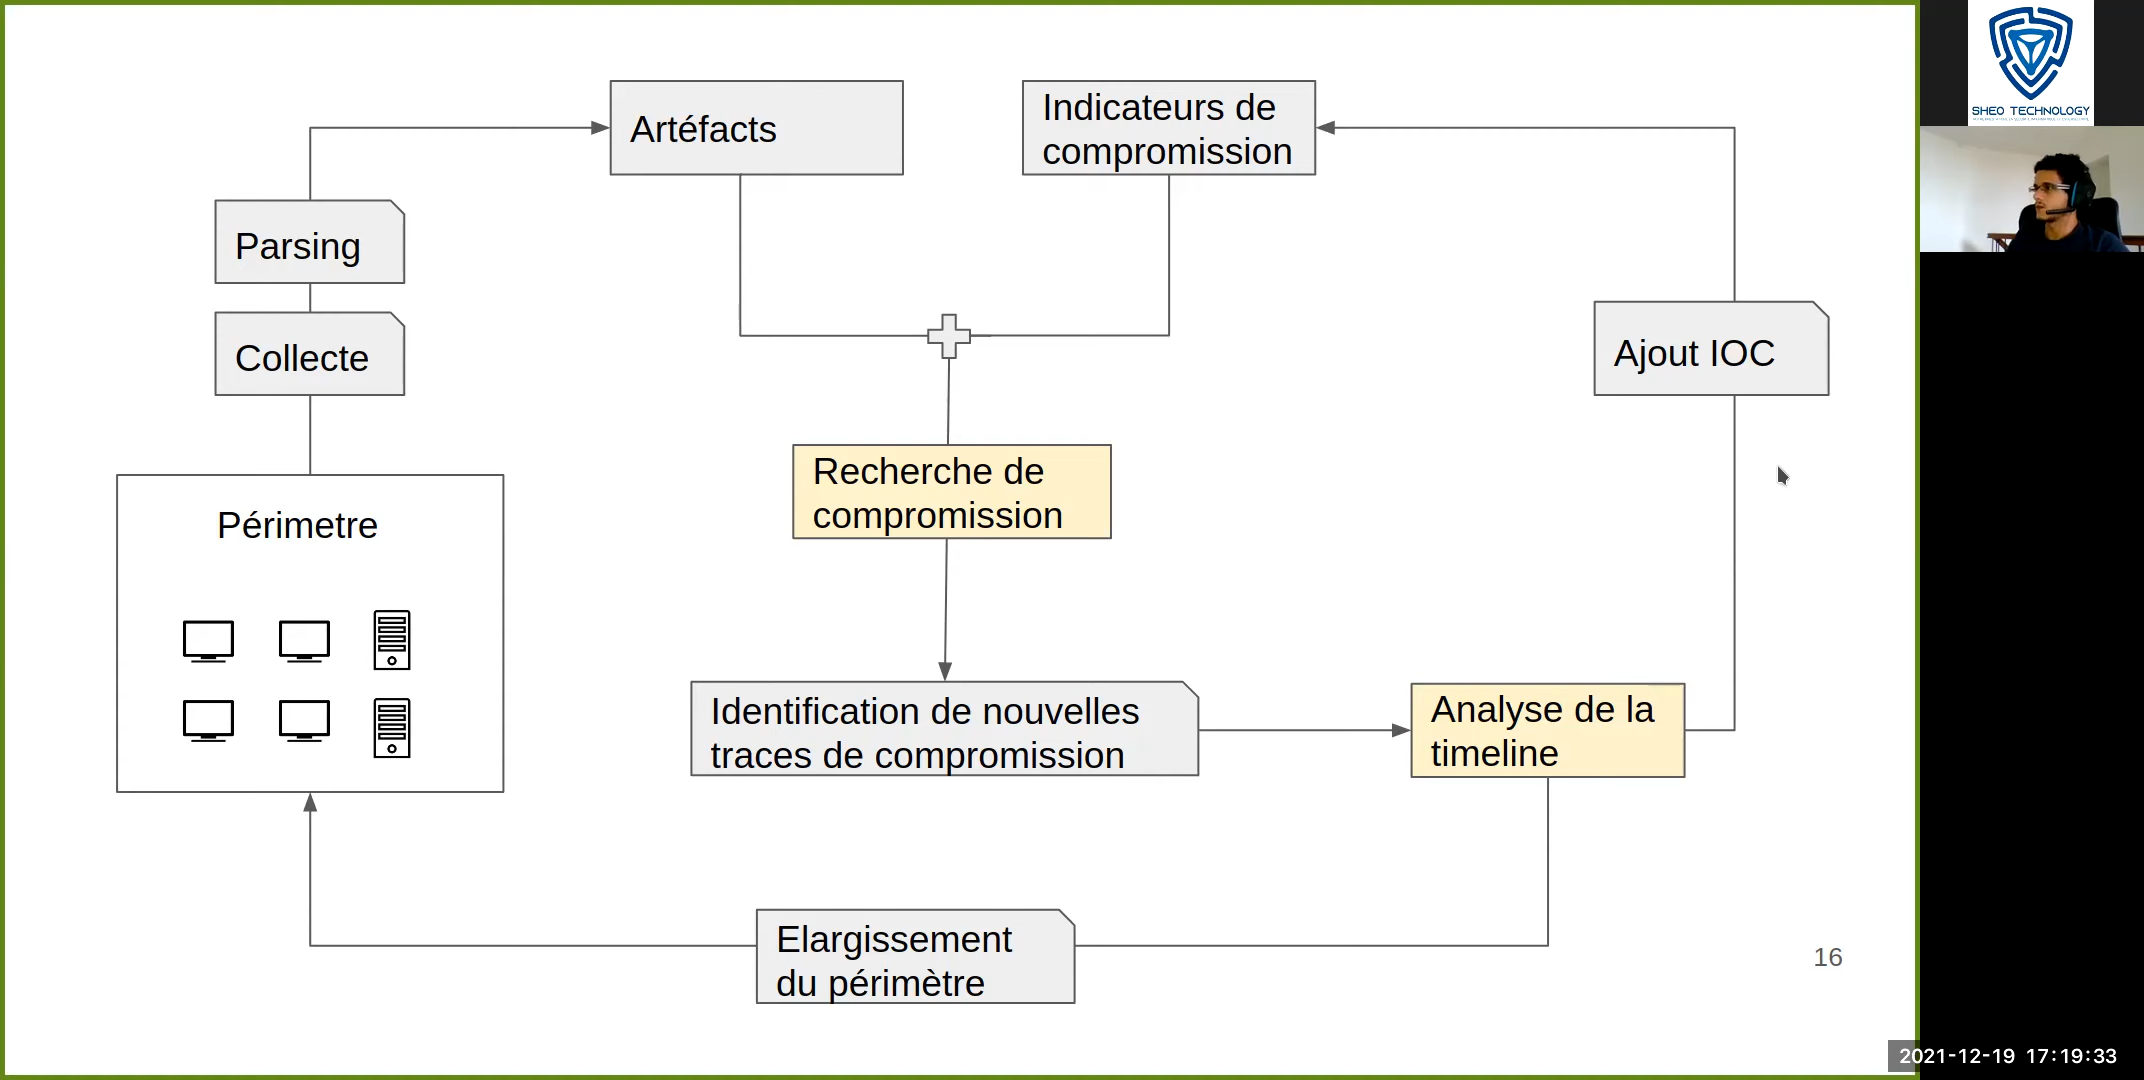 Artéfacts
Indicateurs de
compromission
Parsing
Collecte
Ajout IOC
Périmetre
Recherche de
compromission
Identification de nouvelles
traces de compromission
Analyse de la
timeline
Elargissement
du périmètre
16
SHEO TECHNOLOGY
2021-12-19 17:19:33